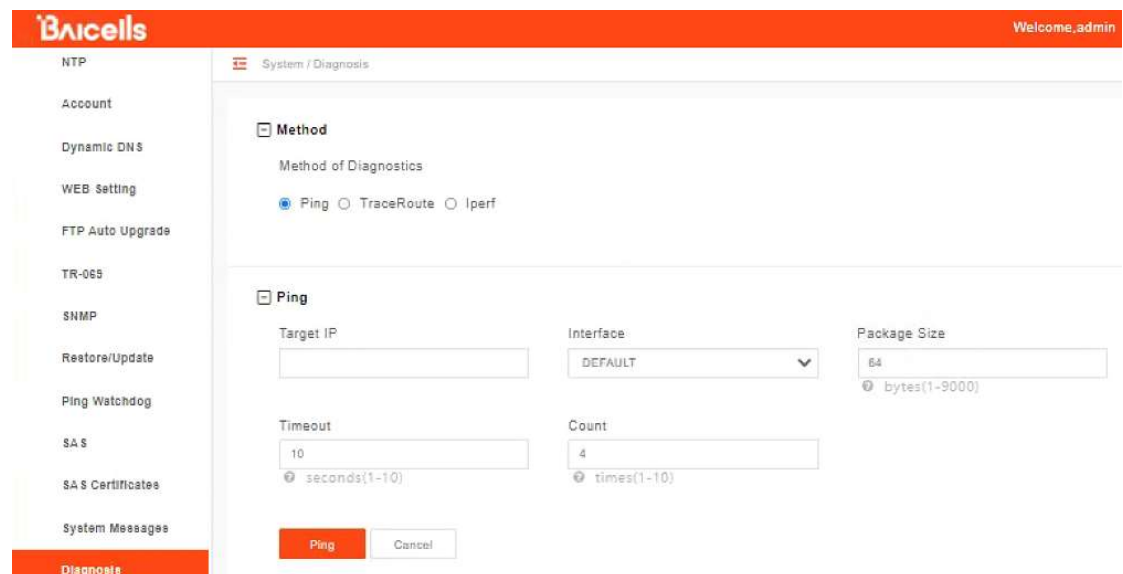 Baicells
Welcome,admin
NTP
System / Diagnosis
Account
Method
Dynamic DNS
Method of Diagnostics
WEB Setting
Ping TraceRoute Iperf
FTP Auto Upgrade
TR-069
Ping
SNMP
Target IP Interface Package Size
Restore/Update
DEFAULT 64
bytes(1-9000)
Ping Watchdog
Timeout Count
SAS
10 4
seconds(1-10) times(1-10)
SAS Certificates
System Messages
Ping Cancel
Diagnosis